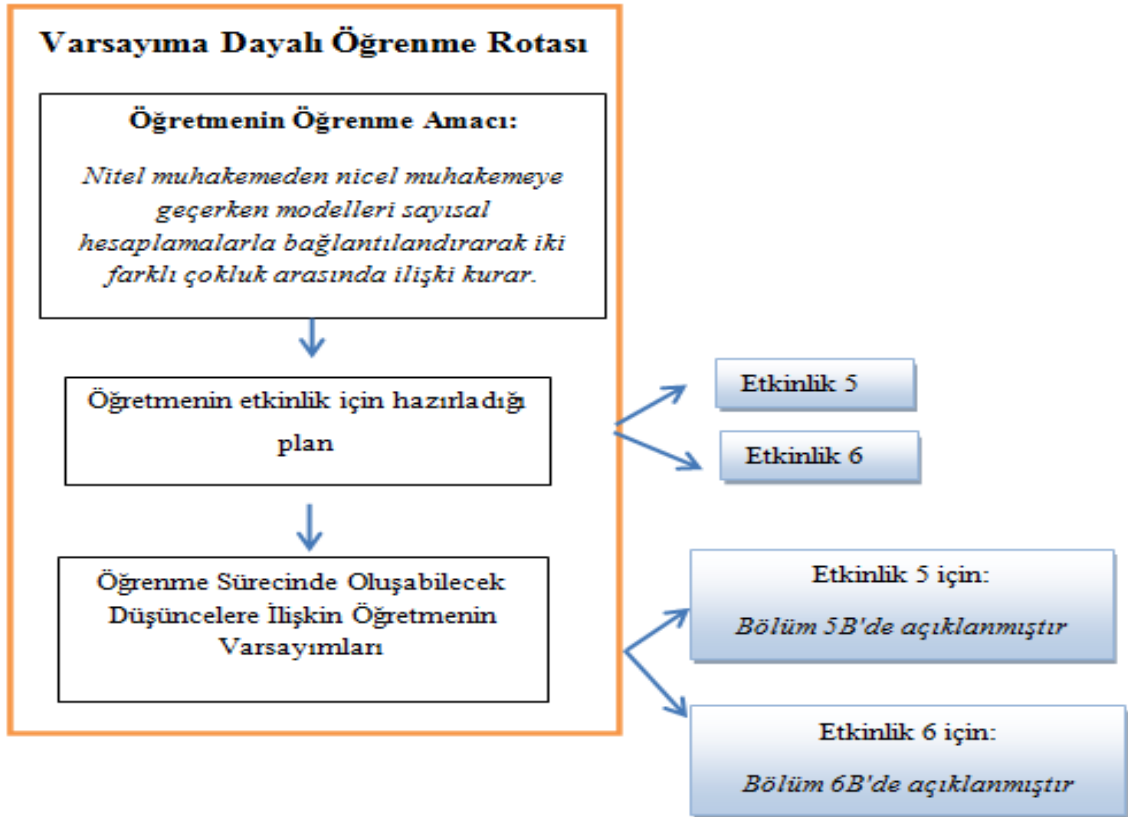 Varsayıma Dayalı Öğrenme Rotası
Öğretmenin Öğrenme Amacı:
Nitel muhakemeden nicel muhakemeye
geçerken modelleri sayısal
hesaplamalarla bağlantılandırarak iki
farklı çokluk arasında ilişki kurar.
Öğretmenin etkinlik için hazırladığı
plan
Etkinlik 5
Etkinlik 6
Öğrenme Sürecinde Oluşabilecek
Düşüncelere İlişkin Öğretmenin
Varsayımları
Etkinlik 5 için:
Bölüm 5B'de açıklanmıştır
Etkinlik 6 için:
Bölüm 6B'de açıklanmıştır